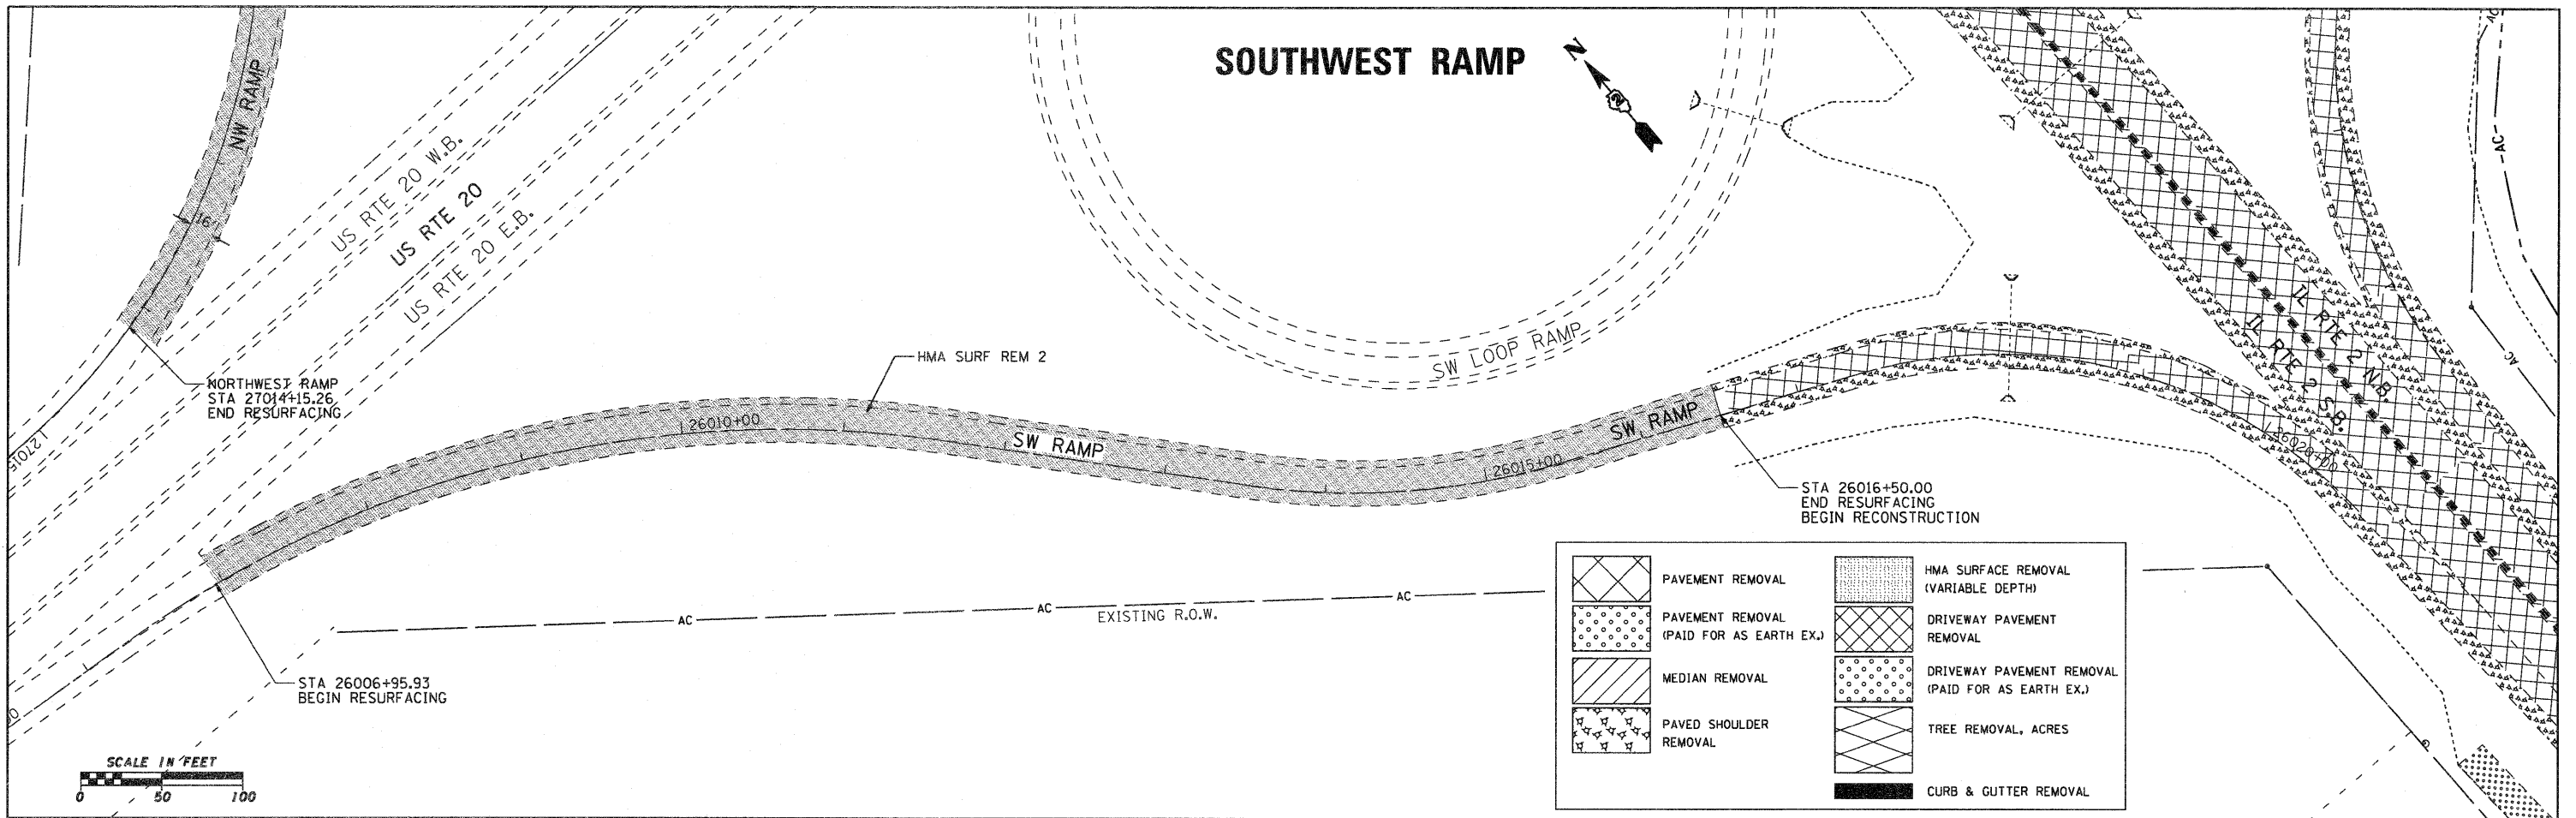 SOUTHWEST RAMP
N
2
NW RAMP
16'
US RTE 20 W.B.
US RTE 20
US RTE 20 E.B.
NORTHWEST RAMP
STA 27014+15.26
END RESURFACING
27015
HMA SURF REM 2
26010+00
SW RAMP
SW LOOP RAMP
26015+00
SW RAMP
STA 26016+50.00
END RESURFACING
BEGIN RECONSTRUCTION
IL RTE 2 N.B.
IL RTE 2 S.B.
26020+00
AC
AC
AC
STA 26006+95.93
BEGIN RESURFACING
AC
AC
AC
EXISTING R.O.W.
SCALE IN FEET
0 50 100
PAVEMENT REMOVAL
PAVEMENT REMOVAL
(PAID FOR AS EARTH EX.)
MEDIAN REMOVAL
PAVED SHOULDER
REMOVAL
HMA SURFACE REMOVAL
(VARIABLE DEPTH)
DRIVEWAY PAVEMENT
REMOVAL
DRIVEWAY PAVEMENT REMOVAL
(PAID FOR AS EARTH EX.)
TREE REMOVAL, ACRES
CURB & GUTTER REMOVAL